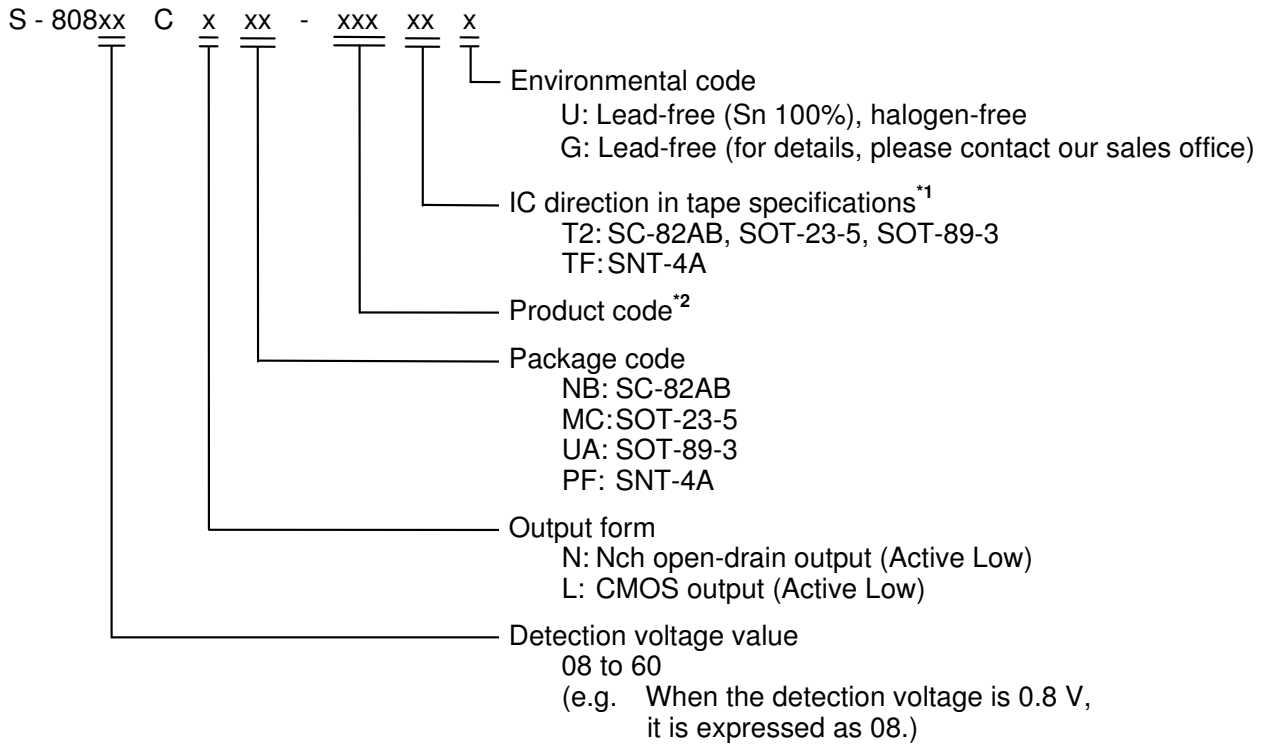 S - 808xx C x xx - xxx xx x
Environmental code
U: Lead-free (Sn 100%), halogen-free
G: Lead-free (for details, please contact our sales office)
IC direction in tape specifications*1
T2: SC-82AB, SOT-23-5, SOT-89-3
TF: SNT-4A
Product code*2
Package code
NB: SC-82AB
MC: SOT-23-5
UA: SOT-89-3
PF: SNT-4A
Output form
N: Nch open-drain output (Active Low)
L: CMOS output (Active Low)
Detection voltage value
08 to 60
(e.g. When the detection voltage is 0.8 V,
it is expressed as 08.)